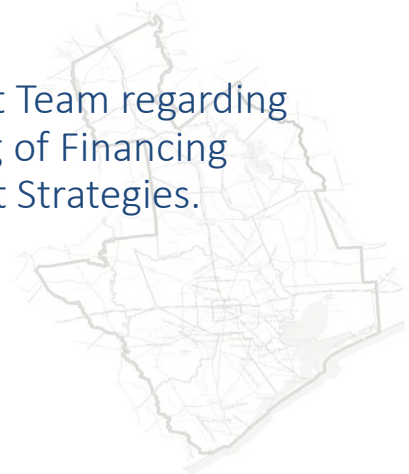 t Team regarding
g of Financing
t Strategies.